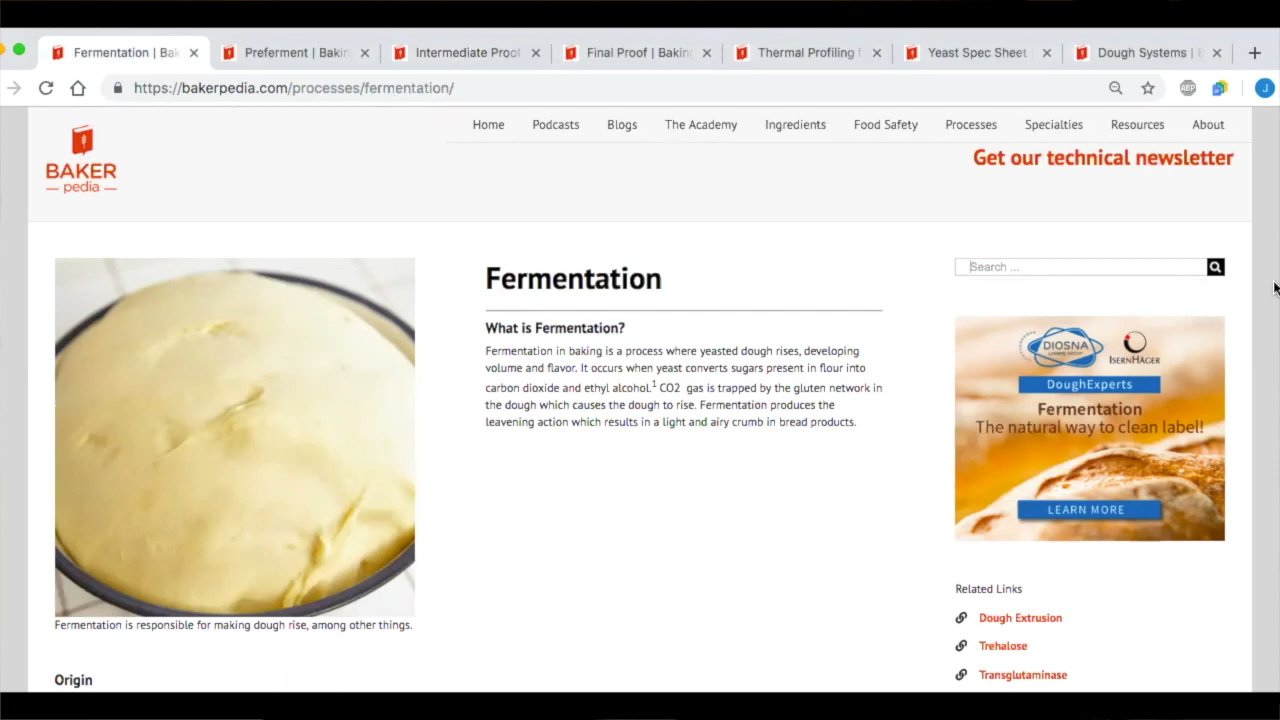 Fermentation | Bak
Preferment | Bakin
Intermediate Proof
Final Proof | Baking
Thermal Profiling
Yeast Spec Sheet
Dough Systems |
https://bakerpedia.com/processes/fermentation/
ABP
J
Home Podcasts Blogs The Academy Ingredients Food Safety Processes Specialties Resources About
BAKER
pedia
Get our technical newsletter
Fermentation
What is Fermentation?
Fermentation in baking is a process where yeasted dough rises, developing
volume and flavor. It occurs when yeast converts sugars present in flour into
carbon dioxide and ethyl alcohol.1 CO2 gas is trapped by the gluten network in
the dough which causes the dough to rise. Fermentation produces the
leavening action which results in a light and airy crumb in bread products.
Fermentation is responsible for making dough rise, among other things.
Origin
Search ...
DIOSNA
ISERNHÄGER
DoughExperts
Fermentation
The natural way to clean label!
LEARN MORE
Related Links
Dough Extrusion
Trehalose
Transglutaminase